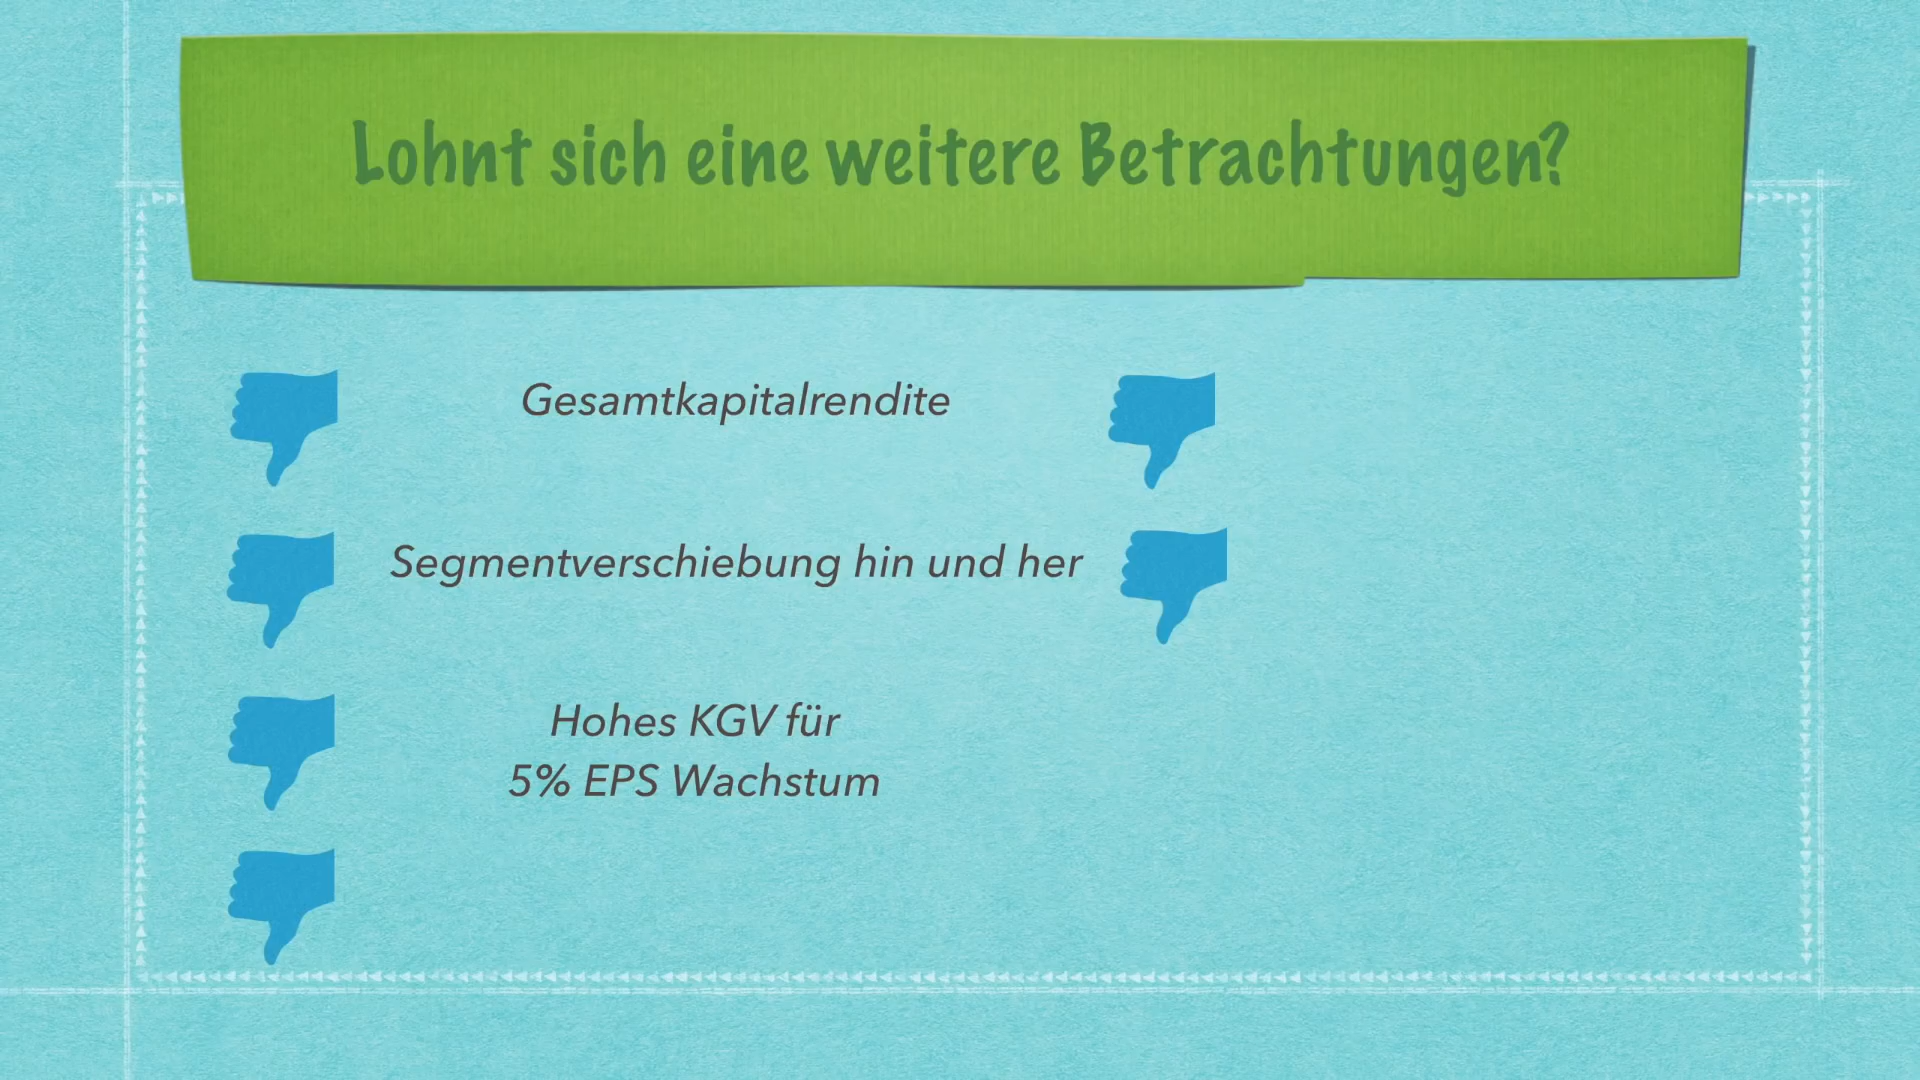 Lohnt sich eine weitere Betrachtungen?
Gesamtkapitalrendite
Segmentverschiebung hin und her
Hohes KGV für
5% EPS Wachstum